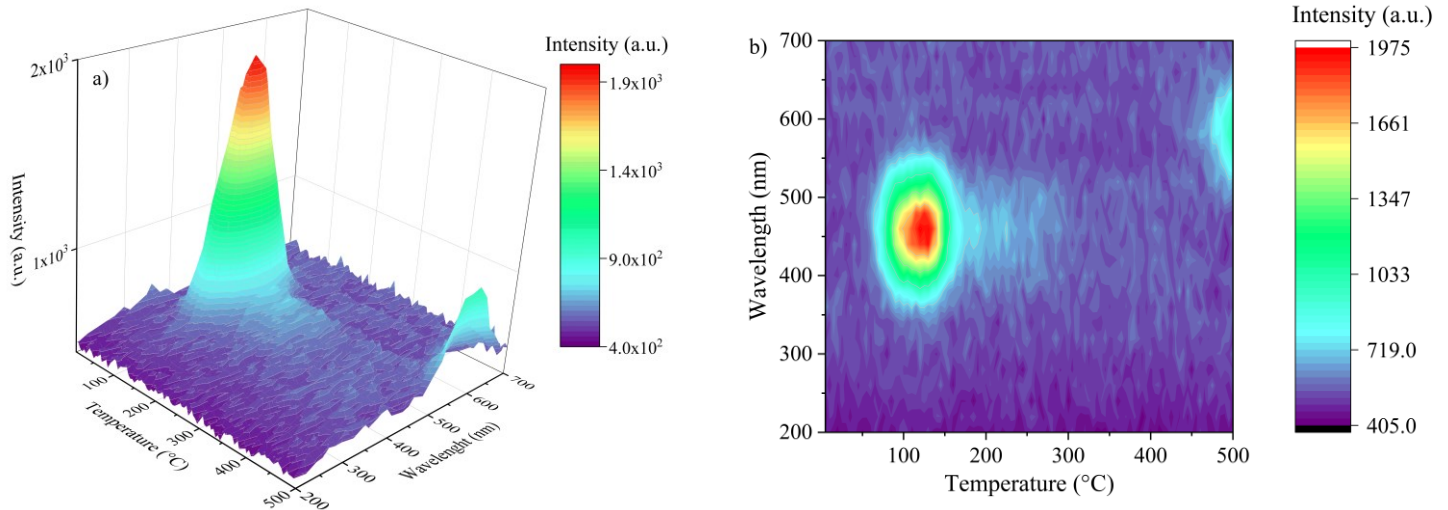 a)
Intensity (a.u.)
2x10³
1x10³
Intensity (a.u.)
1.9x10³
1.4x10³
9.0x10²
4.0x10²
100
200
300
400
500
Temperature (°C)
200
300
400
500
600
700
Wavelenght (nm)
b)
Wavelength (nm)
700
600
500
400
300
200
100
200
300
400
500
Temperature (°C)
Intensity (a.u.)
1975
1661
1347
1033
719.0
405.0